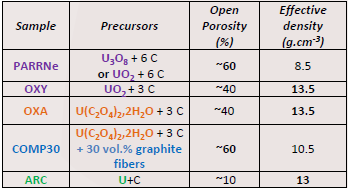 Sample Precursors Open Porosity (%) Effective density (g.cm⁻³)
PARRNe U₃O₈ + 6 C or UO₂ + 6 C ~60 8.5
OXY UO₂ + 3 C ~40 13.5
OXA U(C₂O₄)₂,2H₂O + 3 C ~40 13.5
COMP30 U(C₂O₄)₂,2H₂O + 3 C + 30 vol.% graphite fibers ~60 10.5
ARC U+C ~10 13